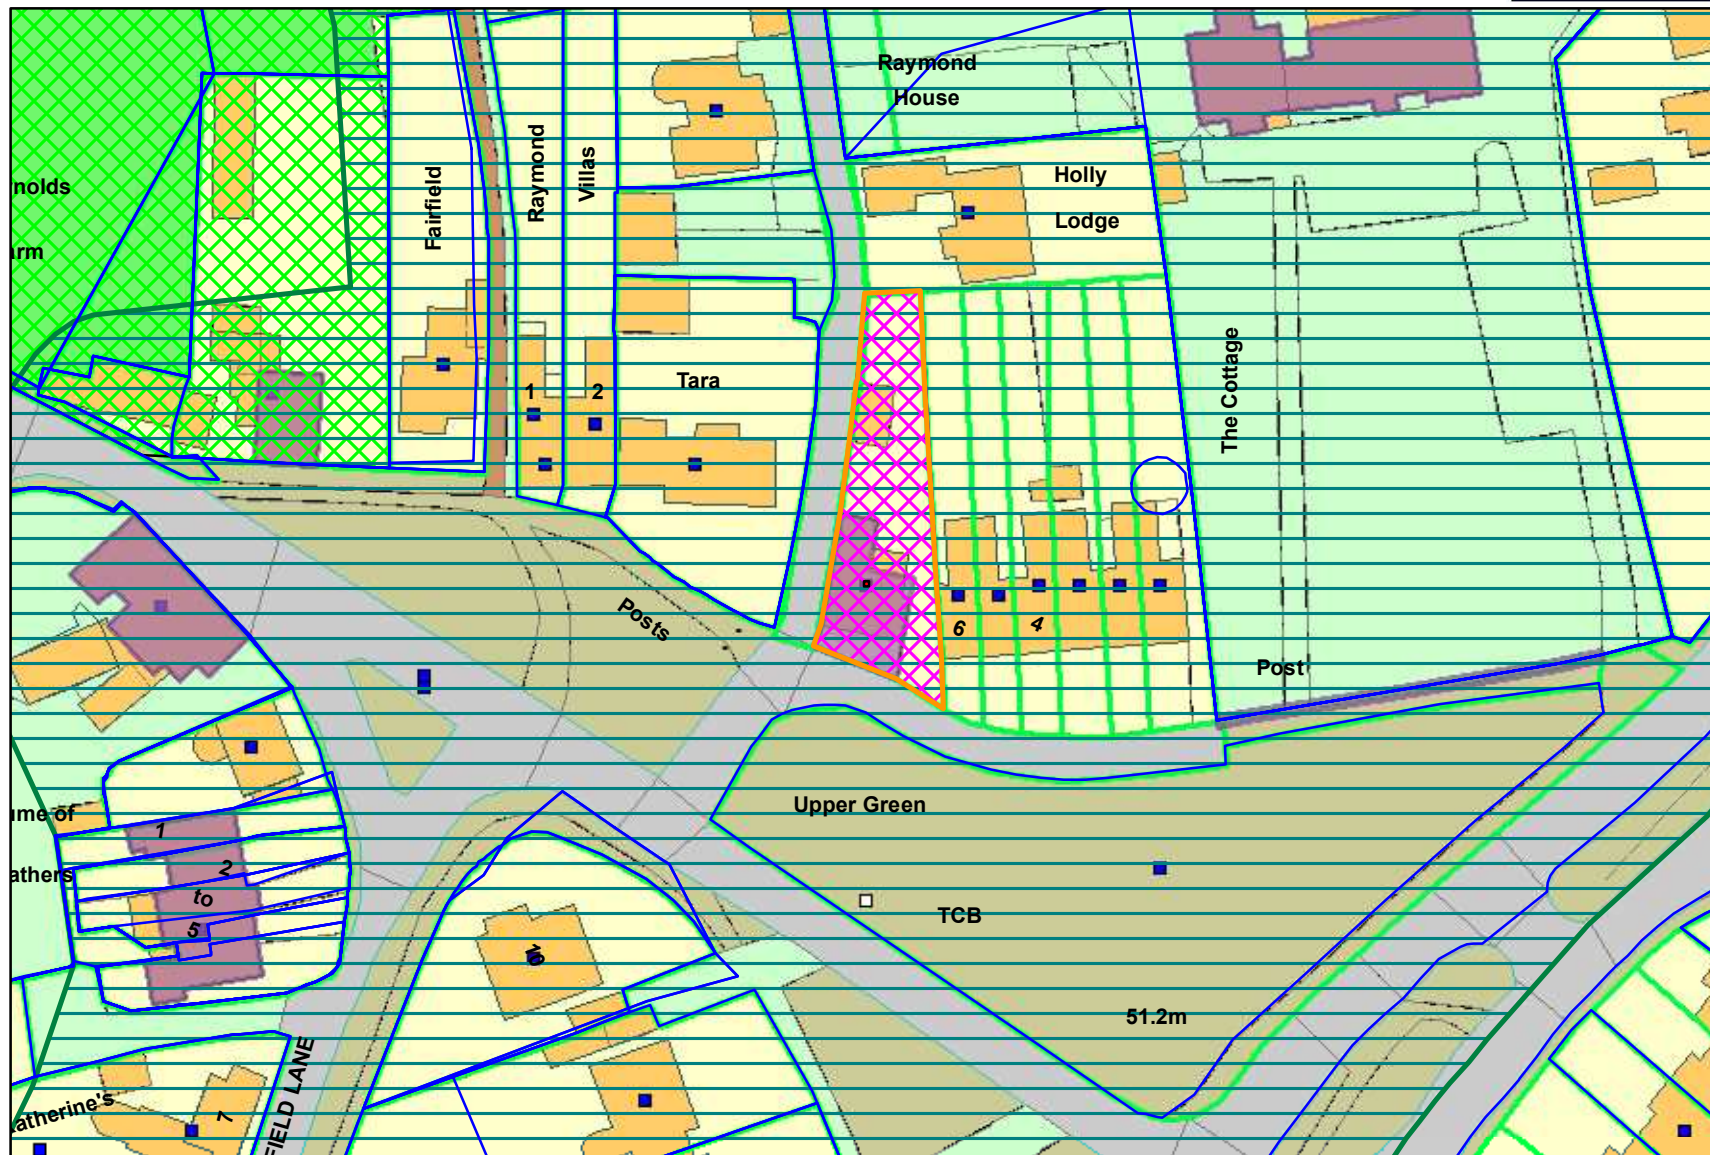 Raymond
House
Holly
Lodge
nolds
arm
Fairfield
Raymond
Villas
The Cottage
1
2
Tara
Posts
6
4
Post
Upper Green
ume of
athers
1
2
to
5
TCB
51.2m
FIELD LANE
atherine's
7